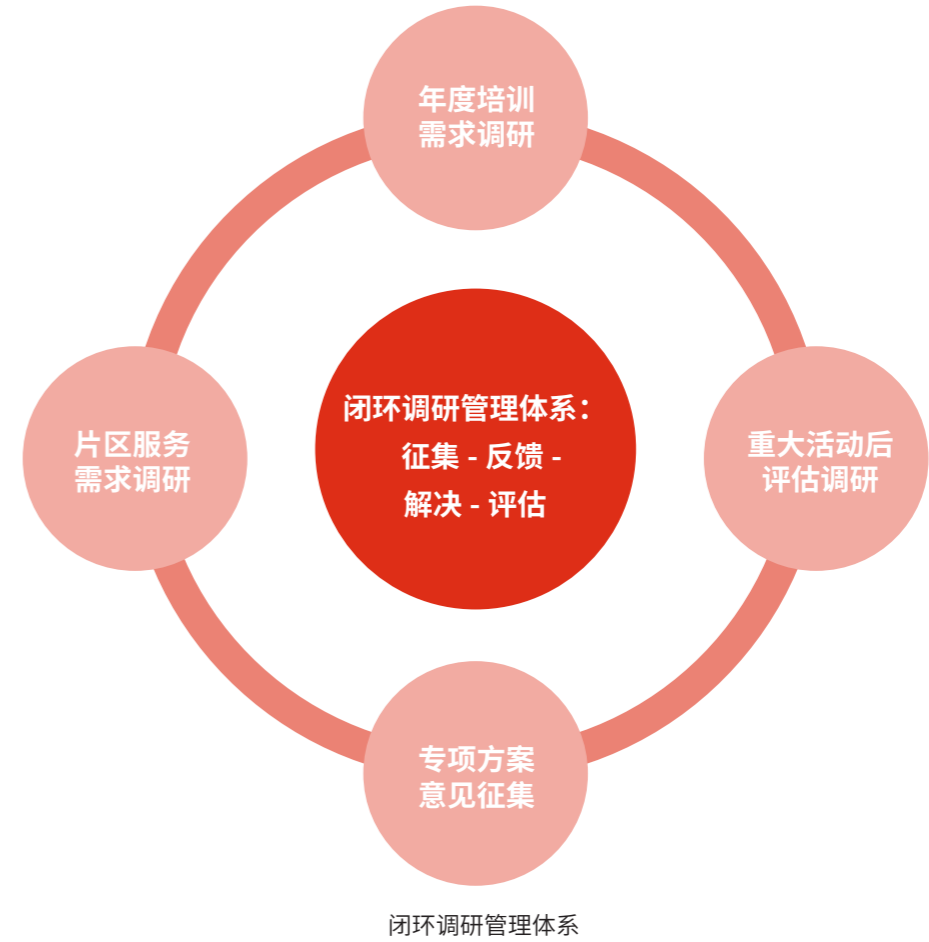 年度培训
需求调研
片区服务
需求调研
闭环调研管理体系：
征集 - 反馈 -
解决 - 评估
重大活动后
评估调研
专项方案
意见征集
闭环调研管理体系